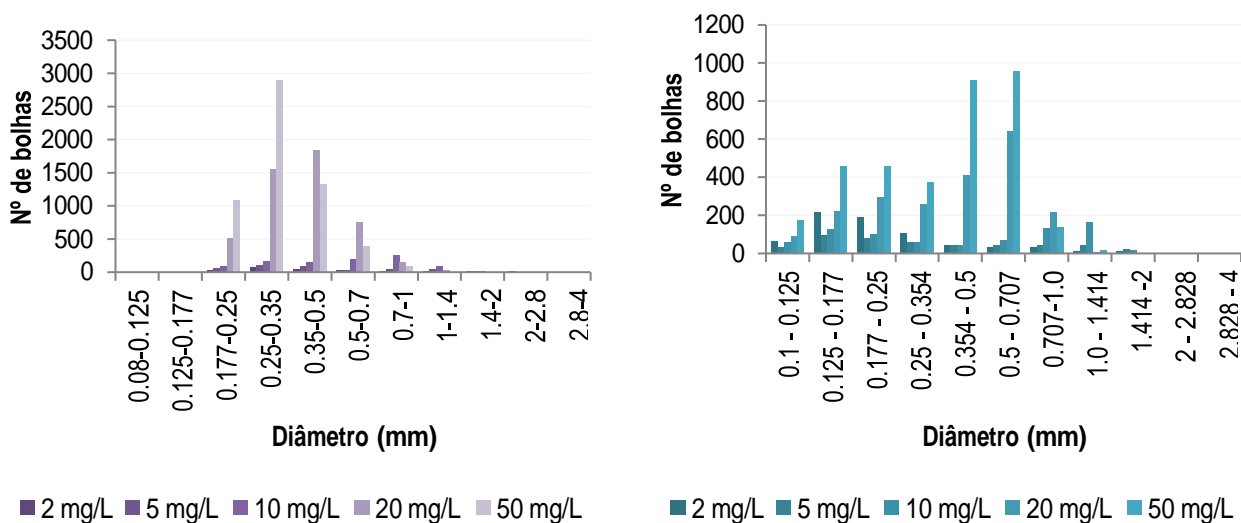 3500
3000
2500
2000
1500
1000
500
0
Nº de bolhas
0.08-0.125
0.125-0.177
0.177-0.25
0.25-0.35
0.35-0.5
0.5-0.7
0.7-1
1-1.4
1.4-2
2-2.8
2.8-4
Diâmetro (mm)
2 mg/L 5 mg/L 10 mg/L 20 mg/L 50 mg/L
1200
1000
800
600
400
200
0
Nº de bolhas
0.1 - 0.125
0.125 - 0.177
0.177 - 0.25
0.25 - 0.354
0.354 - 0.5
0.5 - 0.707
0.707-1.0
1.0 - 1.414
1.414 -2
2 - 2.828
2.828 - 4
Diâmetro (mm)
2 mg/L 5 mg/L 10 mg/L 20 mg/L 50 mg/L